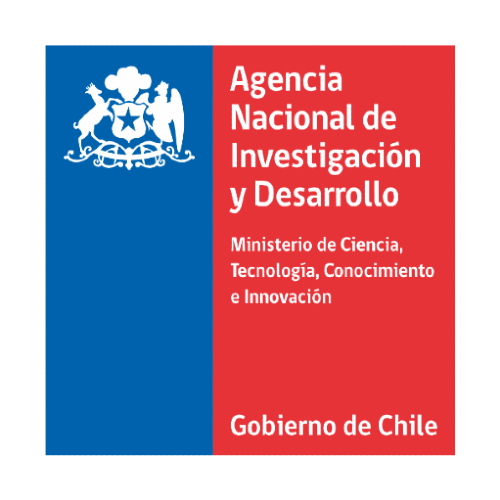 Agencia
Nacional de
Investigación
y Desarrollo
Ministerio de Ciencia,
Tecnología, Conocimiento
e Innovación
Gobierno de Chile